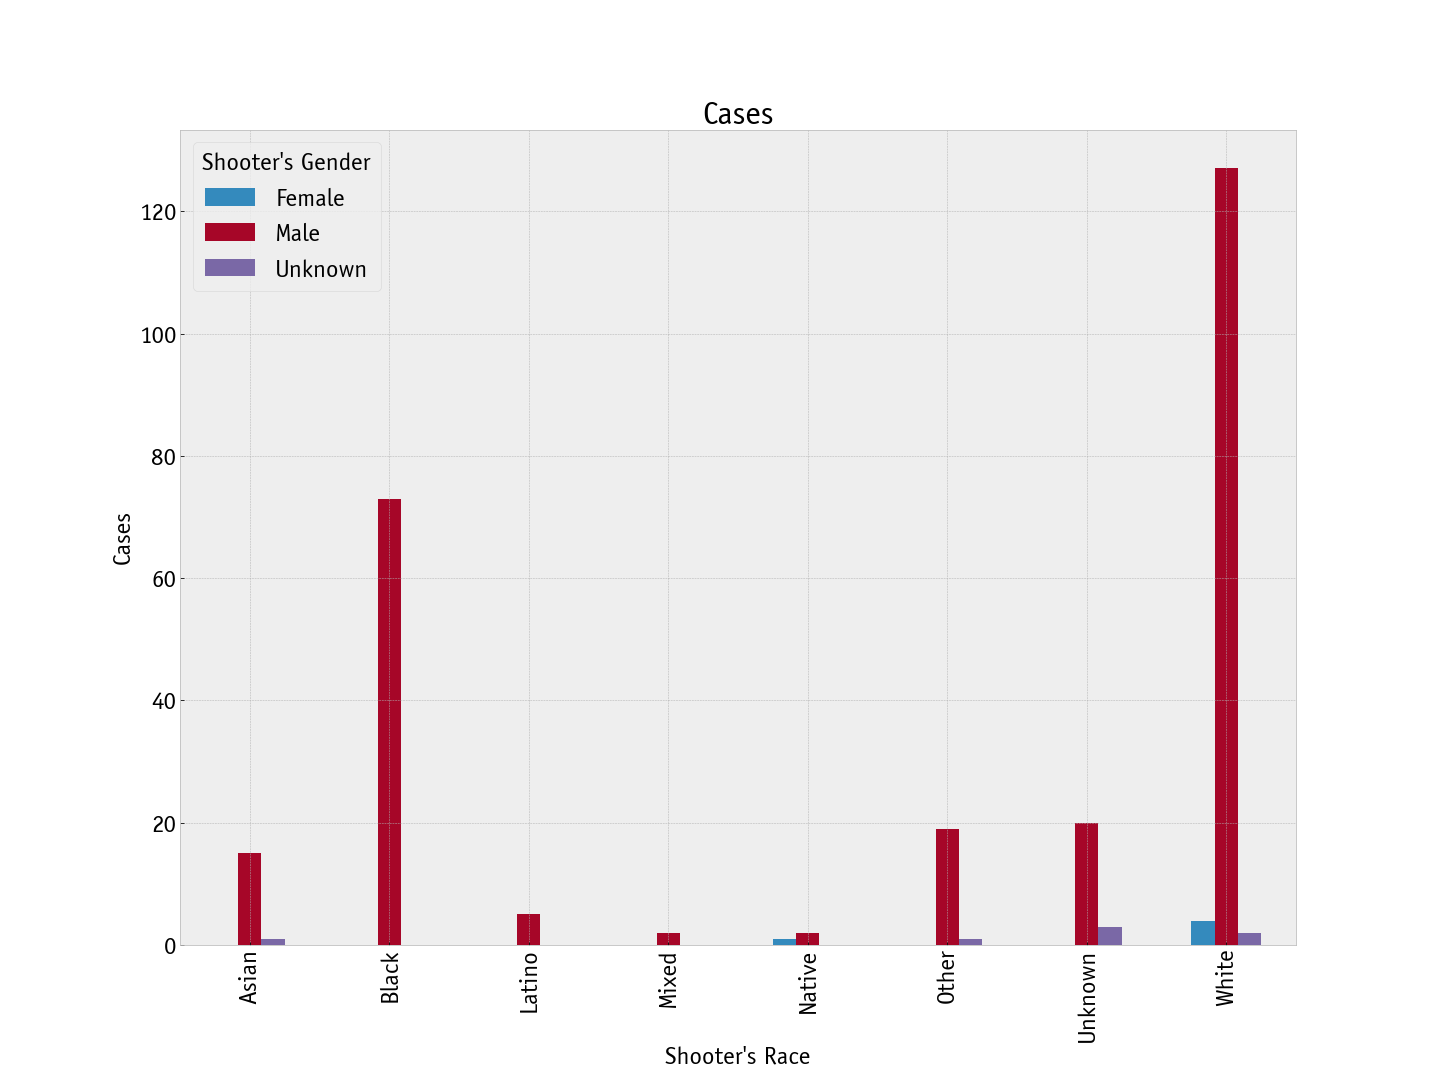 Cases
Shooter's Gender
Female
Male
Unknown
120
100
80
60
40
20
0
Cases
Asian
Black
Latino
Mixed
Native
Other
Unknown
White
Shooter's Race